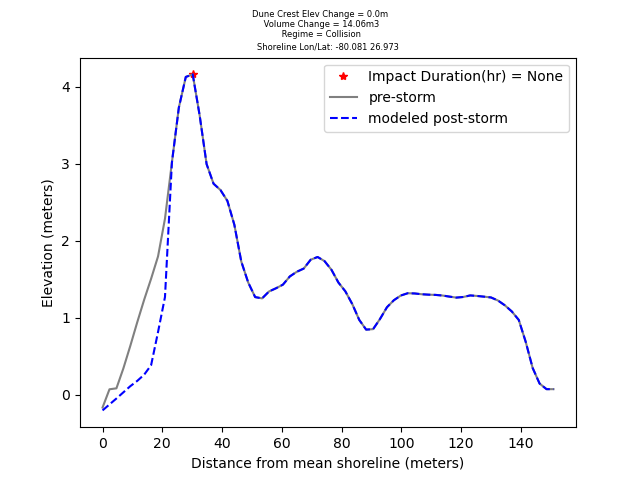 Dune Crest Elev Change = 0.0m
Volume Change = 14.06m3
Regime = Collision
Shoreline Lon/Lat: -80.081 26.973
Impact Duration(hr) = None
pre-storm
modeled post-storm
Elevation (meters)
4
3
2
1
0
0 20 40 60 80 100 120 140
Distance from mean shoreline (meters)